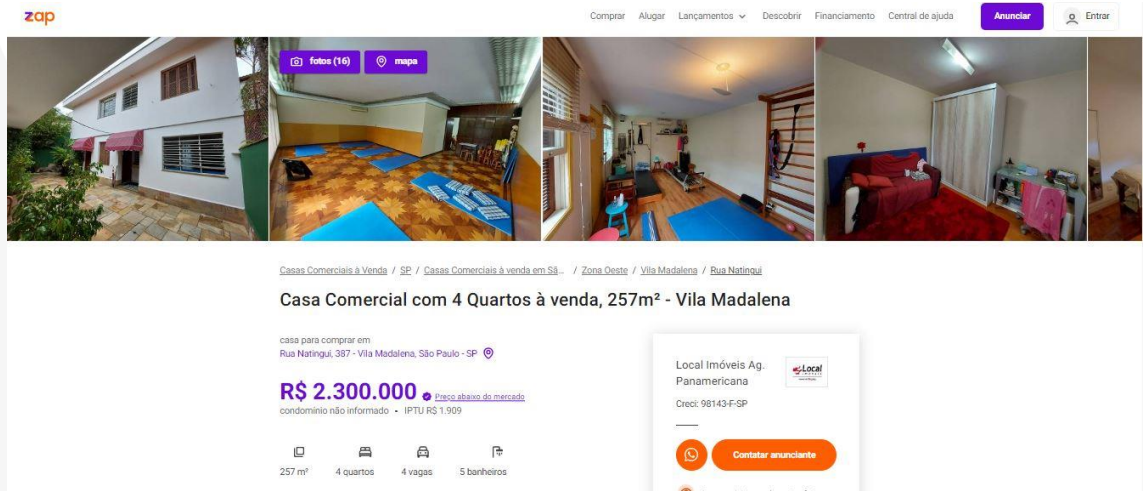 zap
Comprar Alugar Lançamentos Descobrir Financiamento Central de ajuda Anunciar Entrar
fotos (16) mapa
Casas Comerciais à Venda / SP / Casas Comerciais à venda em Sã... / Zona Oeste / Vila Madalena / Rua Natingui
Casa Comercial com 4 Quartos à venda, 257m² - Vila Madalena
casa para comprar em
Rua Natingui, 387 - Vila Madalena, São Paulo - SP
R$ 2.300.000 Preço abaixo do mercado
condomínio não informado • IPTU R$ 1.909
257 m² 4 quartos 4 vagas 5 banheiros
Local Imóveis Ag.
Panamericana
Local
Creci: 98143-F-SP
Contatar anunciante